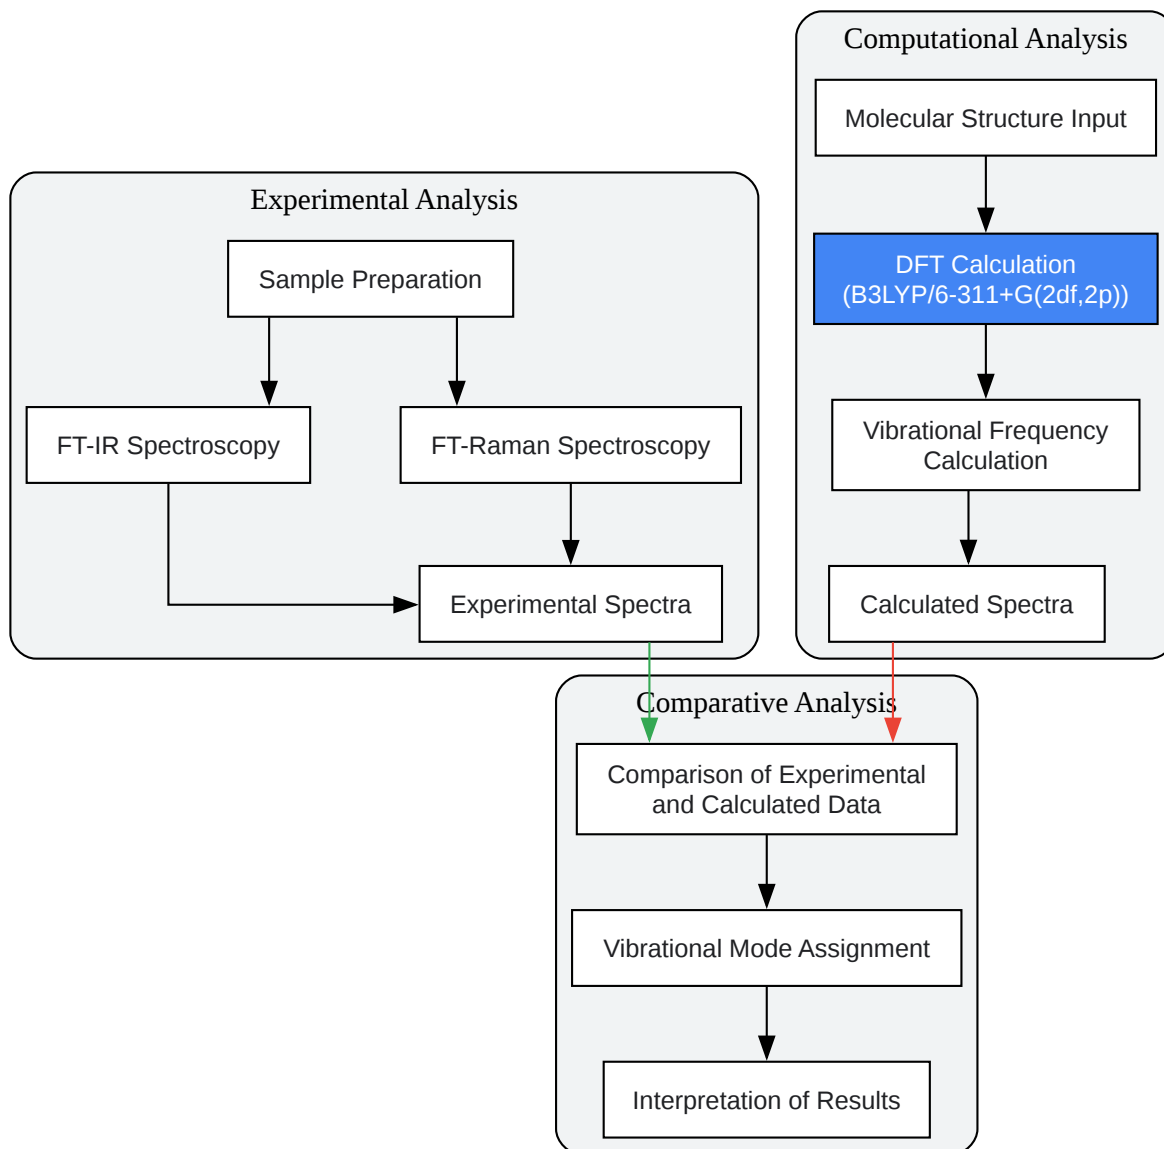 Computational Analysis
Molecular Structure Input
DFT Calculation
(B3LYP/6-311+G(2df,2p))
Vibrational Frequency
Calculation
Calculated Spectra
Experimental Analysis
Sample Preparation
FT-IR Spectroscopy
FT-Raman Spectroscopy
Experimental Spectra
Comparative Analysis
Comparison of Experimental
and Calculated Data
Vibrational Mode Assignment
Interpretation of Results